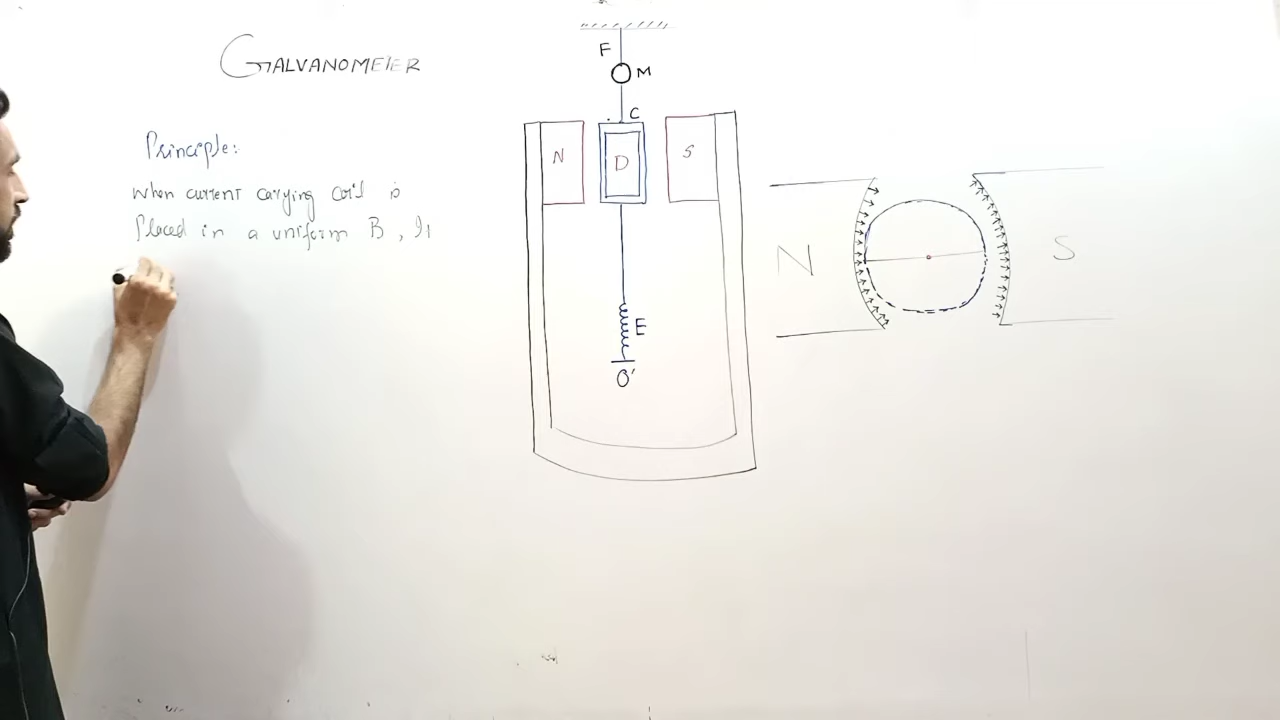 GALVANOMETER
Principle:
When current carrying coil is
Placed in a uniform B, It
F
M
C
N
D
S
E
O'
N
S